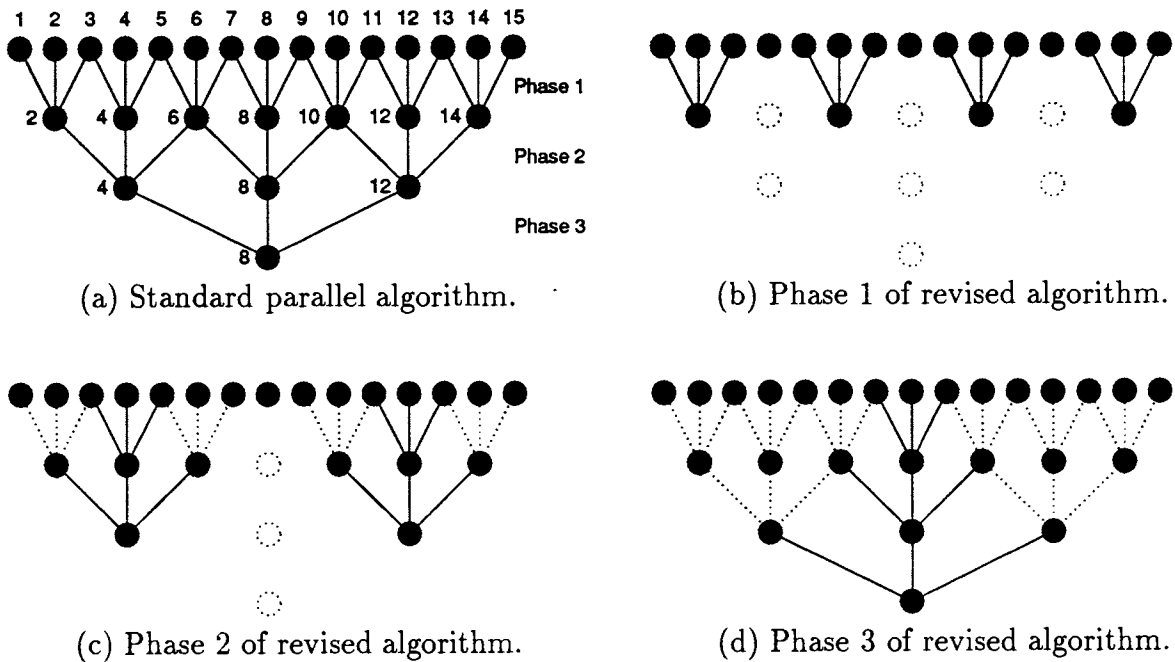 1 2 3 4 5 6 7 8 9 10 11 12 13 14 15
Phase 1
2 4 6 8 10 12 14
Phase 2
4 8 12
Phase 3
8
(a) Standard parallel algorithm.
(b) Phase 1 of revised algorithm.
(c) Phase 2 of revised algorithm.
(d) Phase 3 of revised algorithm.